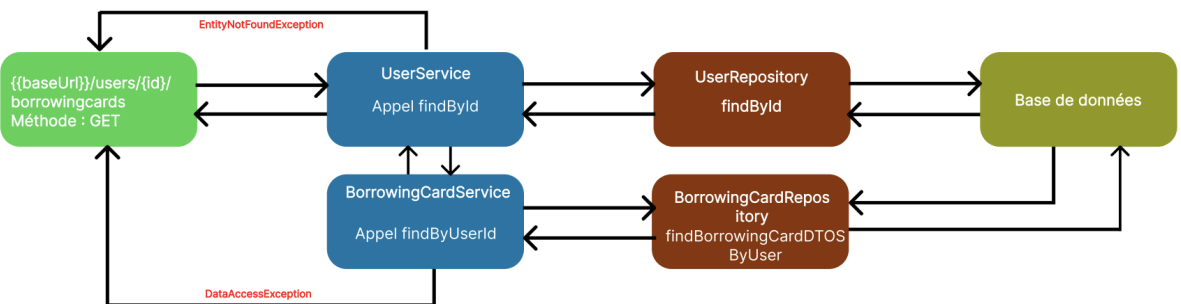 EntityNotFoundException
{{baseUrl}}/users/{id}/
borrowingcards
Méthode : GET
UserService
Appel findById
UserRepository
findById
Base de données
BorrowingCardService
Appel findByUserId
BorrowingCardRepos
itory
findBorrowingCardDTOS
ByUser
DataAccessException